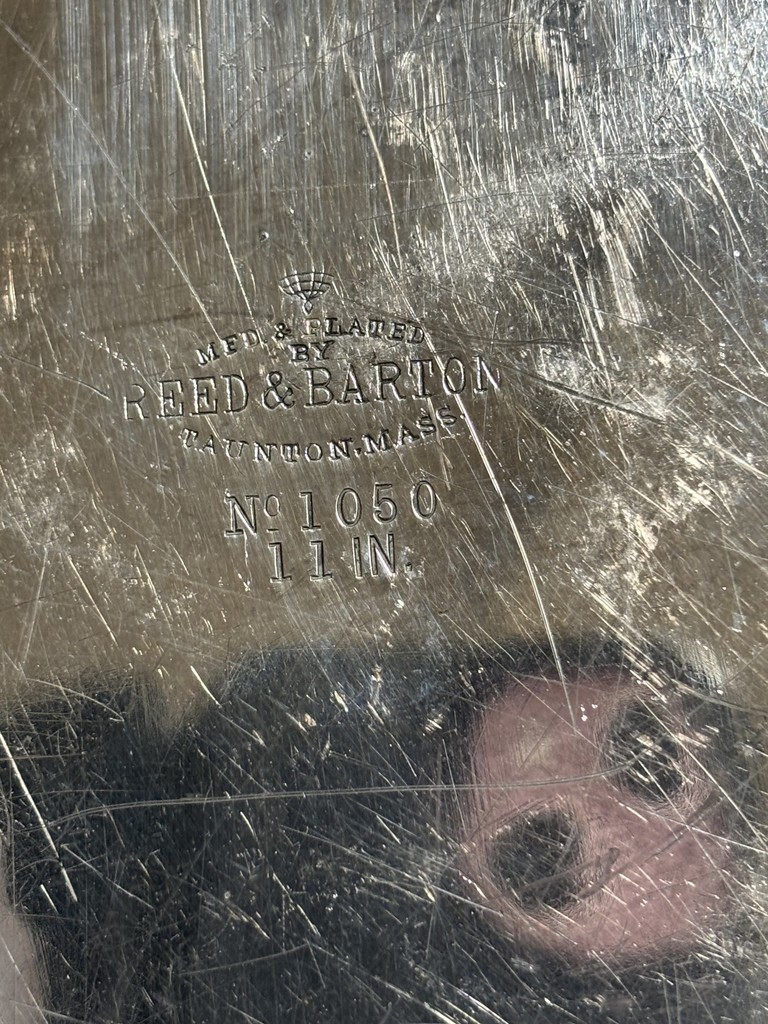 MFD. & PLATED
BY
REED & BARTON
TAUNTON, MASS.
No. 1050
11 IN.